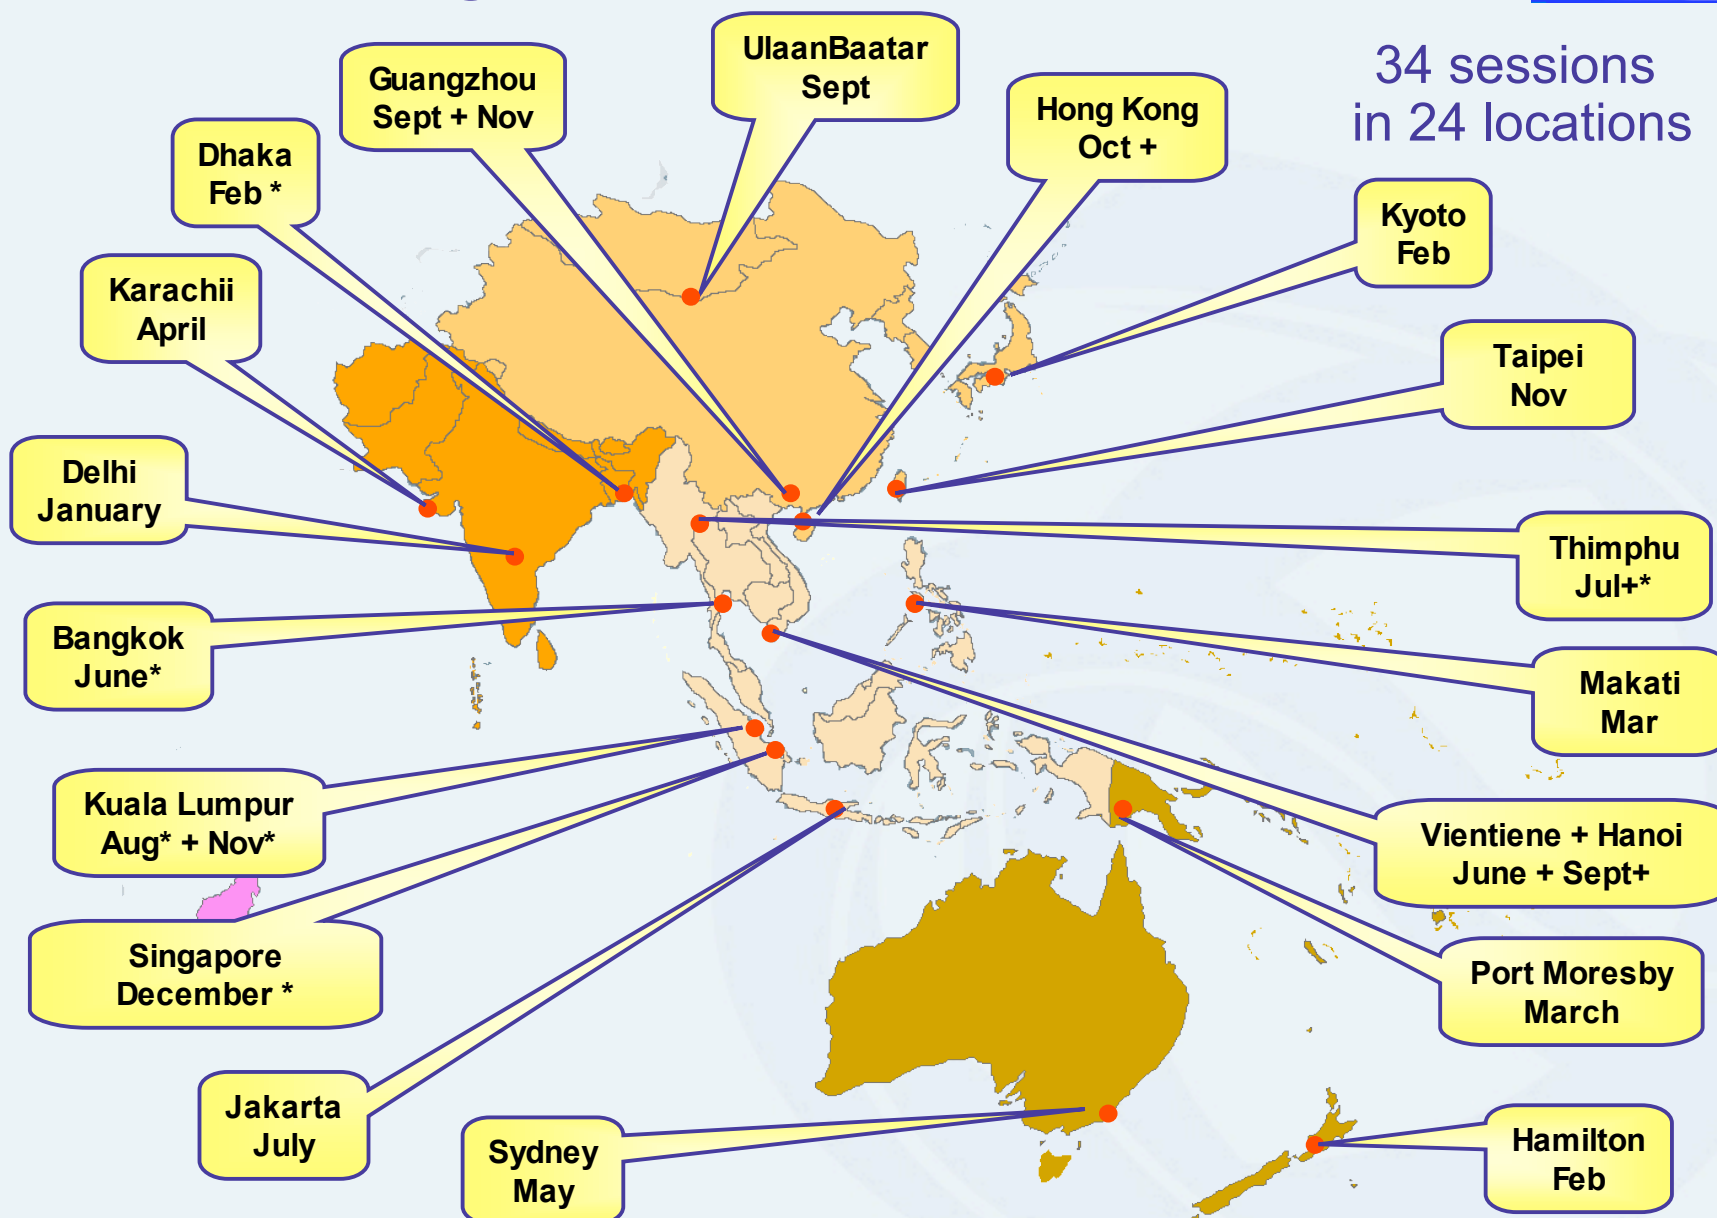 34 sessions
in 24 locations
UlaanBaatar
Sept
Guangzhou
Sept + Nov
Hong Kong
Oct +
Dhaka
Feb *
Kyoto
Feb
Karachii
April
Taipei
Nov
Delhi
January
Thimphu
Jul+*
Bangkok
June*
Makati
Mar
Kuala Lumpur
Aug* + Nov*
Vientiene + Hanoi
June + Sept+
Singapore
December *
Port Moresby
March
Jakarta
July
Sydney
May
Hamilton
Feb